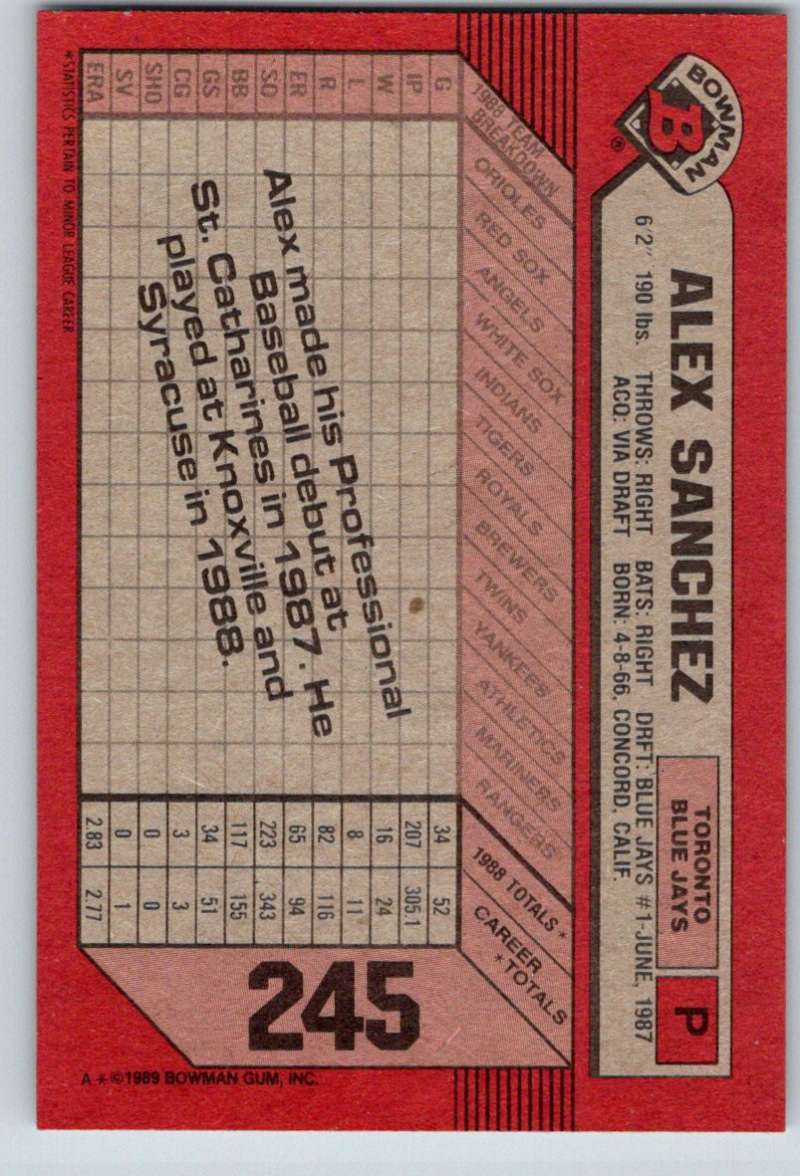 BOWMAN
B
®
ALEX SANCHEZ
TORONTO
BLUE JAYS
P
6'2" 190 lbs. THROWS: RIGHT BATS: RIGHT DRFT: BLUE JAYS #1-JUNE, 1987
ACQ: VIA DRAFT BORN: 4-8-66, CONCORD, CALIF.
1988 TEAM
BREAKDOWN
ORIOLES
RED SOX
ANGELS
WHITE SOX
INDIANS
TIGERS
ROYALS
BREWERS
TWINS
YANKEES
ATHLETICS
MARINERS
RANGERS
1988 TOTALS *
CAREER
* TOTALS
G 34 52
IP 207 305.1
W 16 24
L 8 11
R 82 116
ER 65 94
SO 223 343
BB 117 155
GS 34 51
CG 3 3
SHO 0 0
SV 0 1
ERA 2.83 2.77
Alex made his Professional
Baseball debut at
St. Catharines in 1987. He
played at Knoxville and
Syracuse in 1988.
245
*STATISTICS PERTAIN TO MINOR LEAGUE CAREER
A *©1989 BOWMAN GUM, INC.